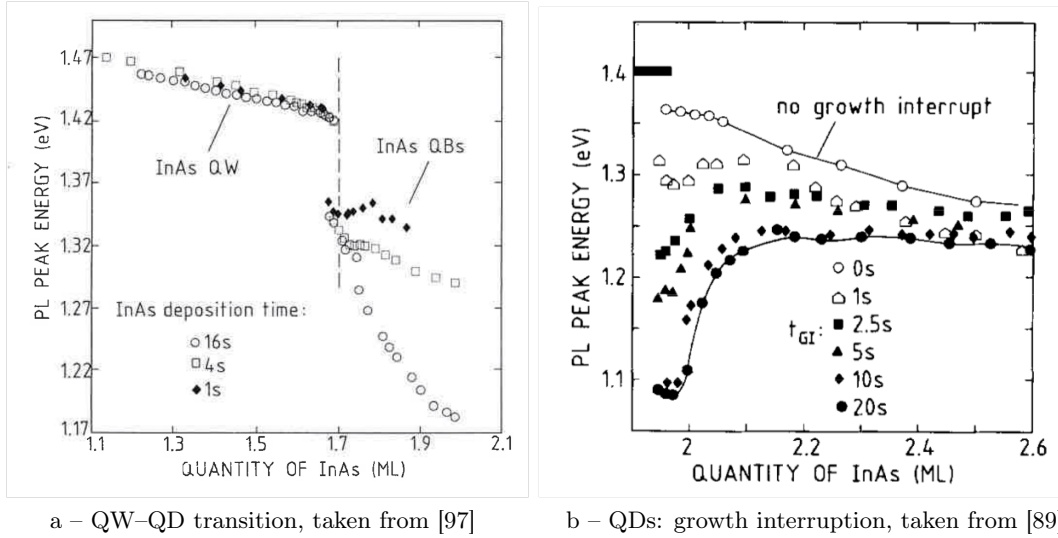 PL PEAK ENERGY (eV)
1.47
1.42
1.37
1.32
1.27
1.22
1.17
InAs QW
InAs QBs
InAs deposition time:
16s
4s
1s
1.1
1.3
1.5
1.7
1.9
2.1
QUANTITY OF InAs (ML)
a – QW–QD transition, taken from [97]
PL PEAK ENERGY (eV)
1.4
1.3
1.2
1.1
no growth interrupt
tGI:
0s
1s
2.5s
5s
10s
20s
2
2.2
2.4
2.6
QUANTITY OF InAs (ML)
b – QDs: growth interruption, taken from [89